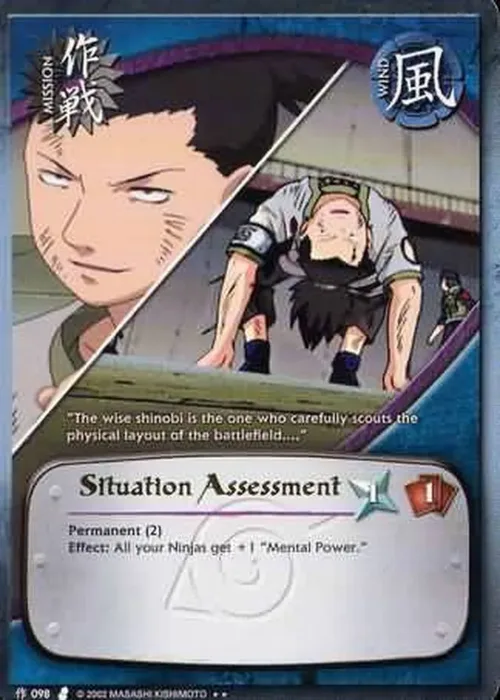 MISSION
作戦
WIND
風
"The wise shinobi is the one who carefully scouts the
physical layout of the battlefield...."
Situation Assessment 1 1
Permanent (2)
Effect: All your Ninjas get +1 "Mental Power."
作 098 © 2002 MASASHI KISHIMOTO ★★